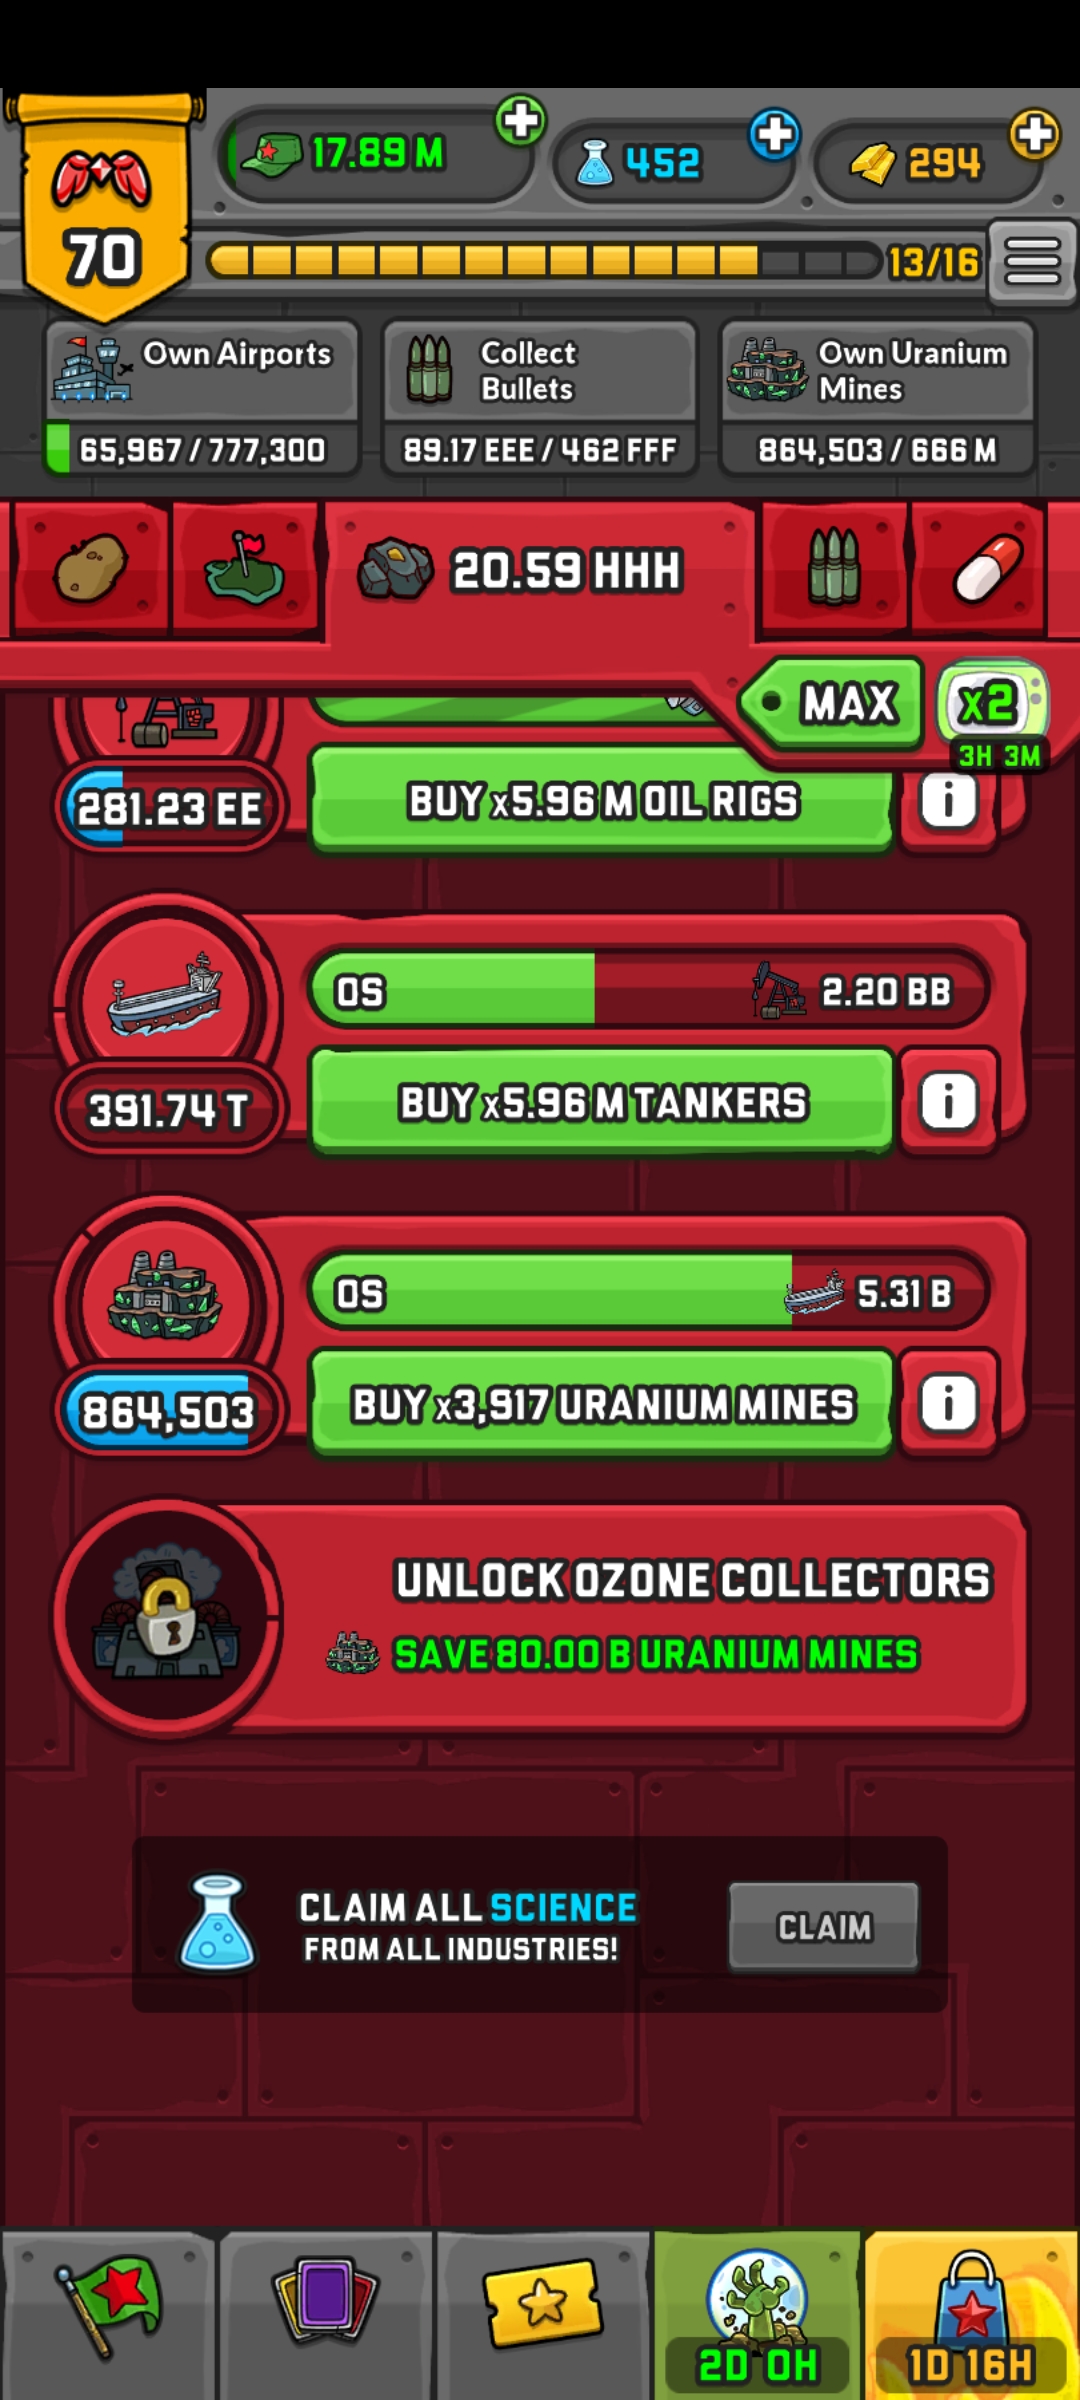 17.89 M
452
294
70
13/16
Own Airports
65,967 / 777,300
Collect
Bullets
89.17 EEE / 462 FFF
Own Uranium
Mines
864,503 / 666 M
20.59 HHH
MAX
x2
3H 3M
281.23 EE
BUY x5.96 M OIL RIGS
i
0S
2.20 BB
391.74 T
BUY x5.96 M TANKERS
i
0S
5.31 B
864,503
BUY x3,917 URANIUM MINES
i
UNLOCK OZONE COLLECTORS
SAVE 80.00 B URANIUM MINES
CLAIM ALL SCIENCE
FROM ALL INDUSTRIES!
CLAIM
2D 0H
1D 16H